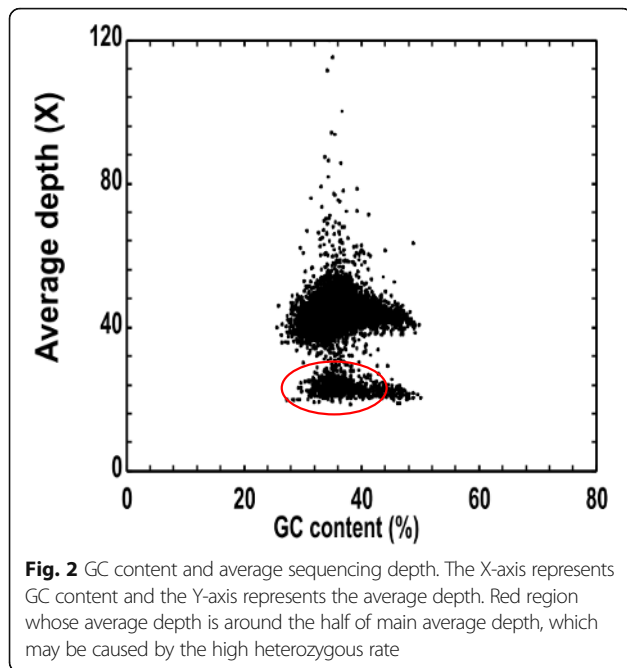 120
80
40
0
Average depth (X)
0
20
40
60
80
GC content (%)
Fig. 2 GC content and average sequencing depth. The X-axis represents
GC content and the Y-axis represents the average depth. Red region
whose average depth is around the half of main average depth, which
may be caused by the high heterozygous rate